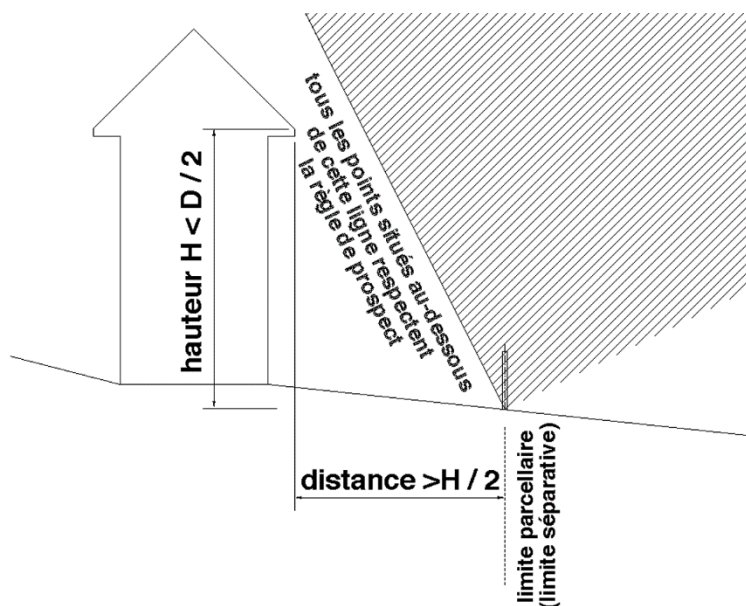 tous les points situés au-dessous
de cette ligne respectent
la règle de prospect
hauteur H < D / 2
distance >H / 2
limite parcellaire
(limite séparative)